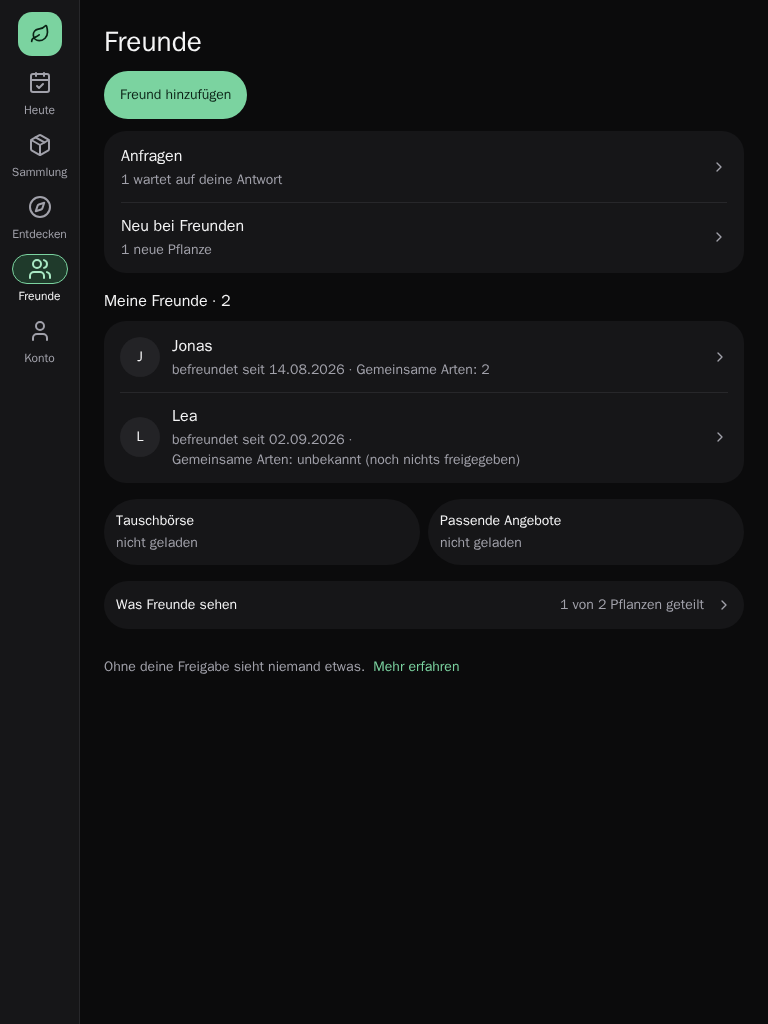 Freunde
Freund hinzufügen
Anfragen
1 wartet auf deine Antwort
Neu bei Freunden
1 neue Pflanze
Meine Freunde · 2
J
Jonas
befreundet seit 14.08.2026 · Gemeinsame Arten: 2
L
Lea
befreundet seit 02.09.2026 ·
Gemeinsame Arten: unbekannt (noch nichts freigegeben)
Tauschbörse
nicht geladen
Passende Angebote
nicht geladen
Was Freunde sehen
1 von 2 Pflanzen geteilt
Ohne deine Freigabe sieht niemand etwas. Mehr erfahren
Heute
Sammlung
Entdecken
Freunde
Konto